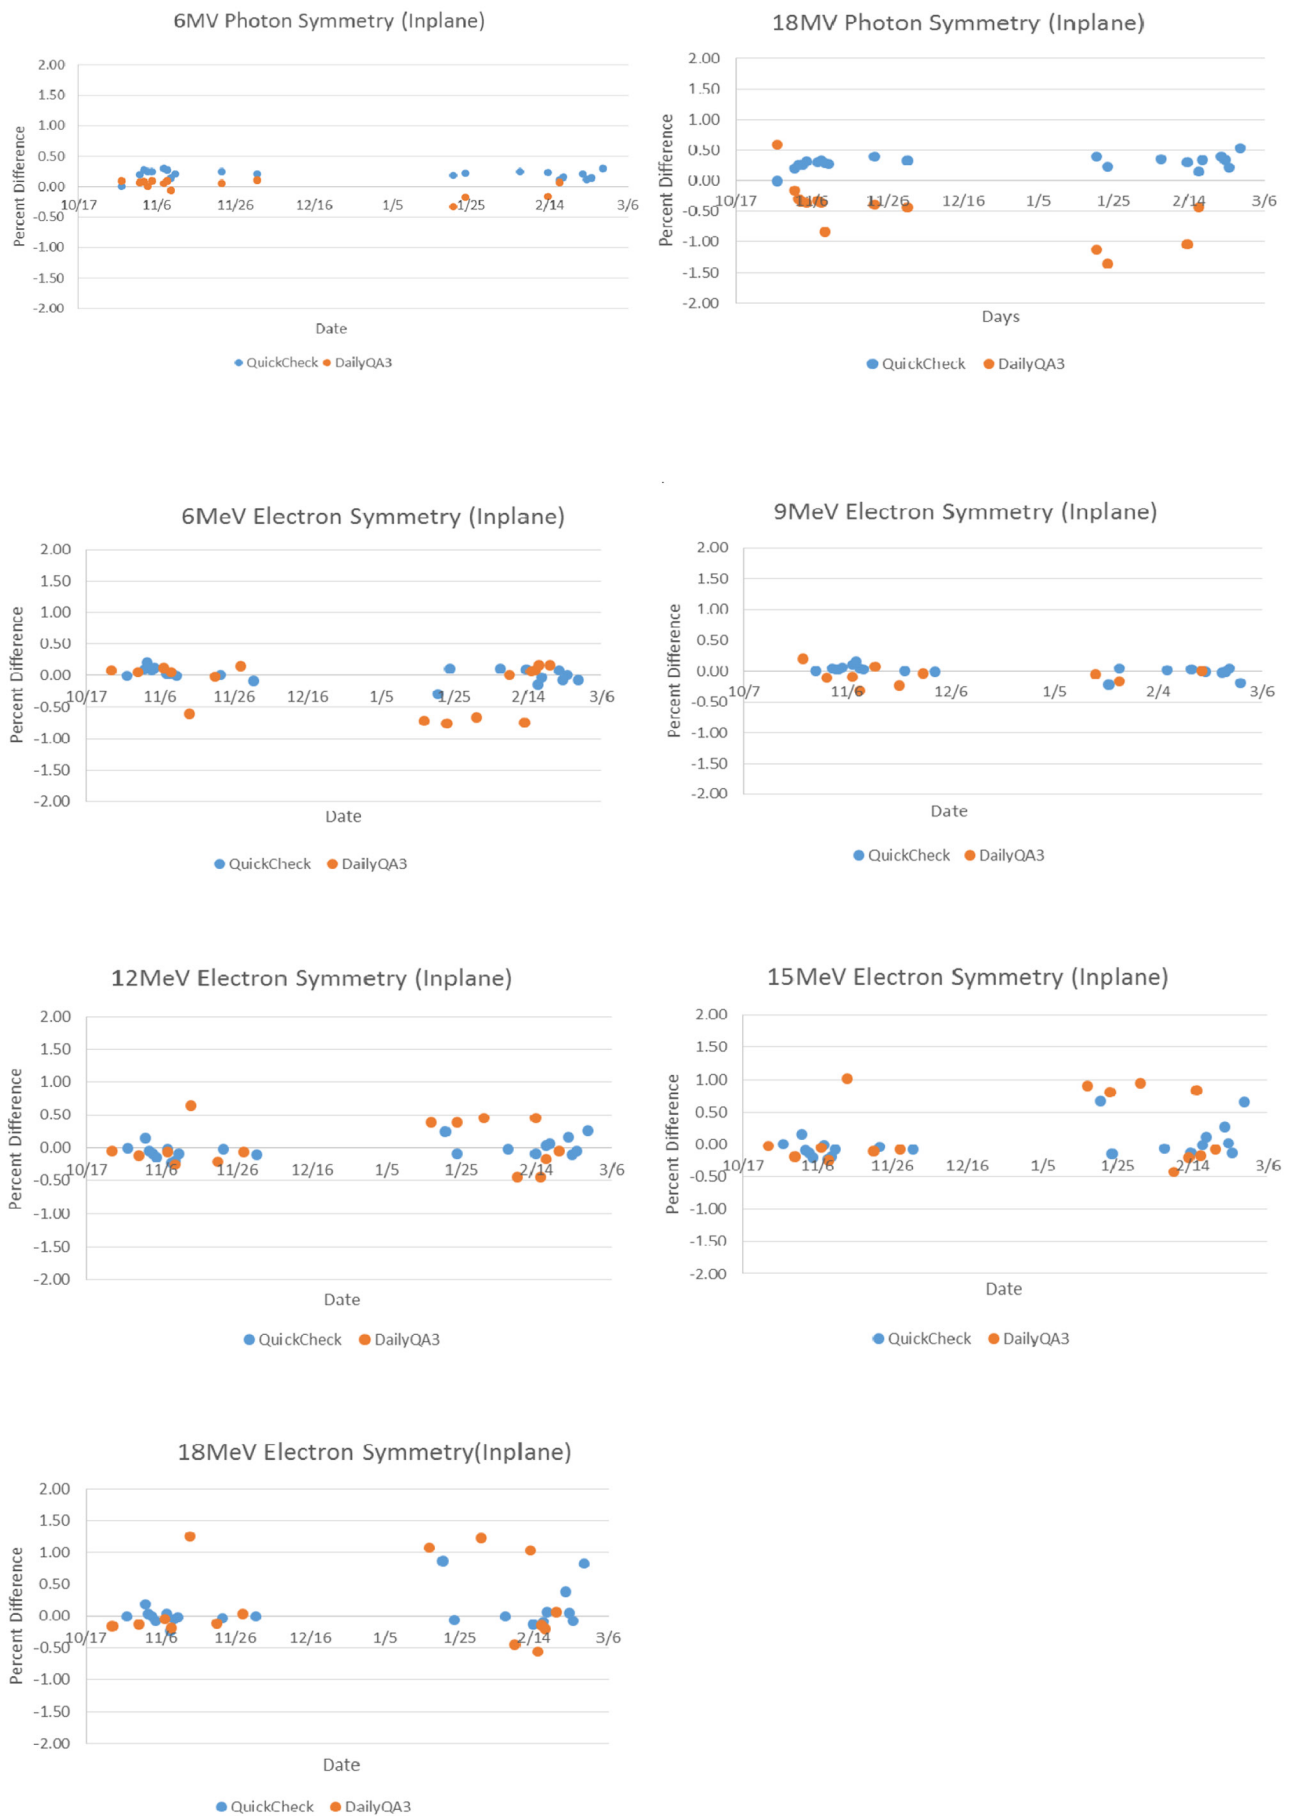 6MV Photon Symmetry (Inplane)
2.00
1.50
1.00
0.50
0.00
-0.50
-1.00
-1.50
-2.00
Percent Difference
10/17 11/6 11/26 12/16 1/5 1/25 2/14 3/6
Date
QuickCheck DailyQA3
18MV Photon Symmetry (Inplane)
2.00
1.50
1.00
0.50
0.00
-0.50
-1.00
-1.50
-2.00
Percent Difference
10/17 11/6 11/26 12/16 1/5 1/25 2/14 3/6
Days
QuickCheck DailyQA3
6MeV Electron Symmetry (Inplane)
2.00
1.50
1.00
0.50
0.00
-0.50
-1.00
-1.50
-2.00
Percent Difference
10/17 11/6 11/26 12/16 1/5 1/25 2/14 3/6
Date
QuickCheck DailyQA3
9MeV Electron Symmetry (Inplane)
2.00
1.50
1.00
0.50
0.00
-0.50
-1.00
-1.50
-2.00
Percent Difference
10/7 11/6 12/6 1/5 2/4 3/6
Date
QuickCheck DailyQA3
12MeV Electron Symmetry (Inplane)
2.00
1.50
1.00
0.50
0.00
-0.50
-1.00
-1.50
-2.00
Percent Difference
10/17 11/6 11/26 12/16 1/5 1/25 2/14 3/6
Date
QuickCheck DailyQA3
15MeV Electron Symmetry (Inplane)
2.00
1.50
1.00
0.50
0.00
-0.50
-1.00
-1.50
-2.00
Percent Difference
10/17 11/6 11/26 12/16 1/5 1/25 2/14 3/6
Date
QuickCheck DailyQA3
18MeV Electron Symmetry(Inplane)
2.00
1.50
1.00
0.50
0.00
-0.50
-1.00
-1.50
-2.00
Percent Difference
10/17 11/6 11/26 12/16 1/5 1/25 2/14 3/6
Date
QuickCheck DailyQA3